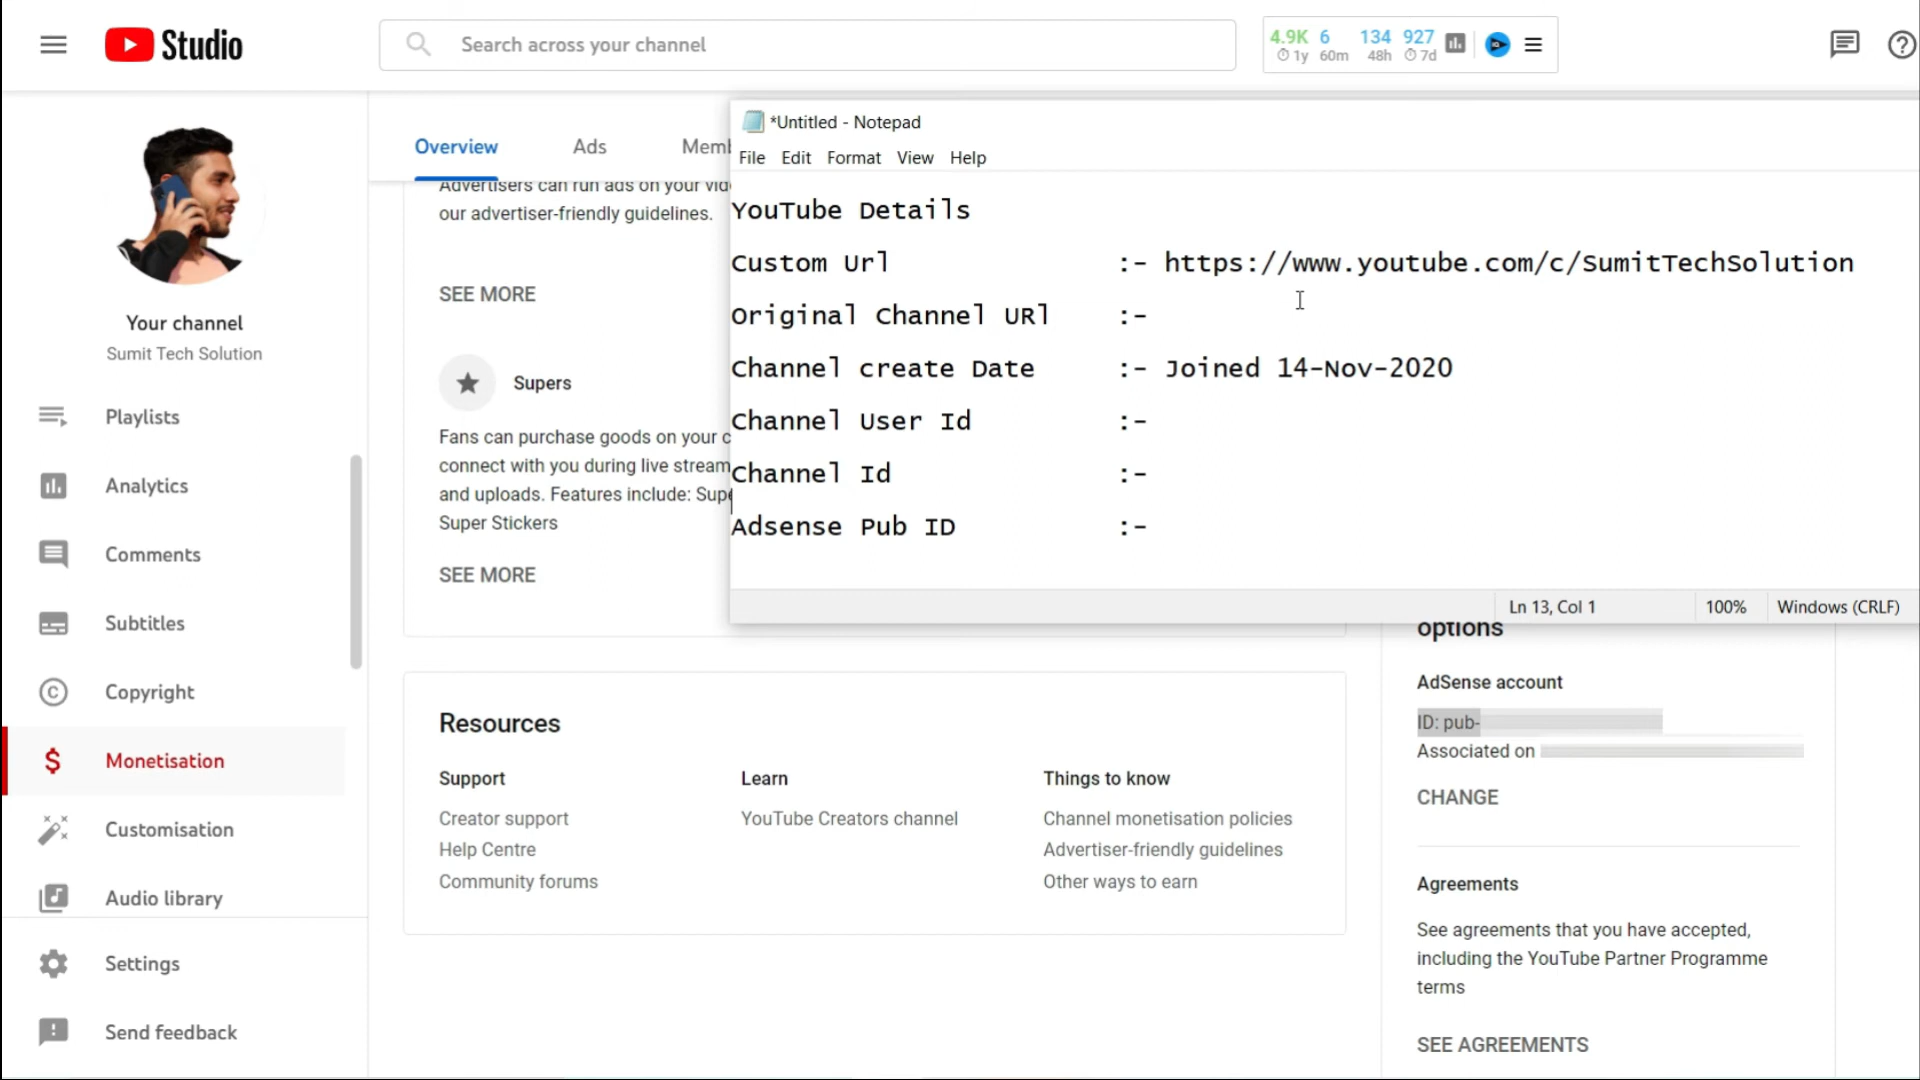 Studio
Search across your channel
4.9K 6 134 927
1y 60m 48h 7d
Your channel
Sumit Tech Solution
Playlists
Analytics
Comments
Subtitles
Copyright
Monetisation
Customisation
Audio library
Settings
Send feedback
Overview Ads Memb
Advertisers can run ads on your vid
our advertiser-friendly guidelines.
SEE MORE
Supers
Fans can purchase goods on your c
connect with you during live stream
and uploads. Features include: Supe
Super Stickers
SEE MORE
*Untitled - Notepad
File Edit Format View Help
YouTube Details
Custom Url :- https://www.youtube.com/c/SumitTechSolution
Original Channel URl :-
Channel create Date :- Joined 14-Nov-2020
Channel User Id :-
Channel Id :-
Adsense Pub ID :-
Ln 13, Col 1 100% Windows (CRLF)
Resources
Support
Creator support
Help Centre
Community forums
Learn
YouTube Creators channel
Things to know
Channel monetisation policies
Advertiser-friendly guidelines
Other ways to earn
options
AdSense account
ID: pub-
Associated on
CHANGE
Agreements
See agreements that you have accepted,
including the YouTube Partner Programme
terms
SEE AGREEMENTS